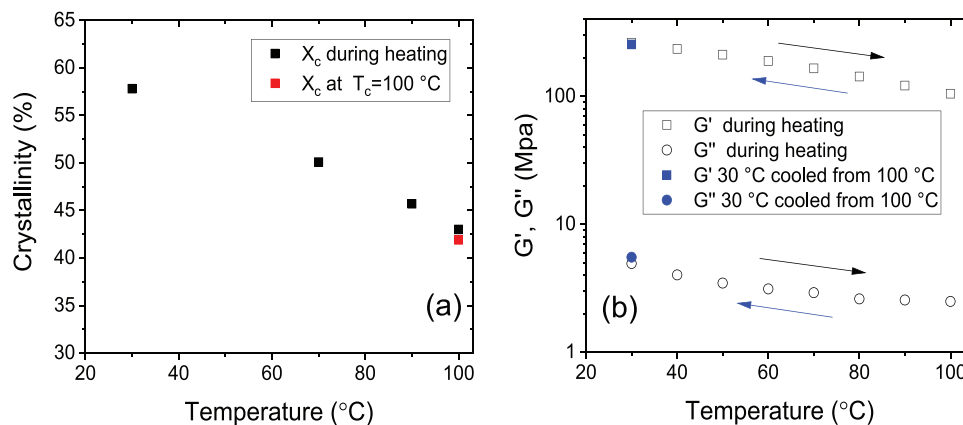 65
60
55
50
45
40
35
30
20
40
60
80
100
Crystallinity (%)
Temperature (°C)
X_c during heating
X_c at T_c=100 °C
(a)
100
10
1
30
40
60
80
100
G', G'' (Mpa)
Temperature (°C)
G' during heating
G'' during heating
G' 30 °C cooled from 100 °C
G'' 30 °C cooled from 100 °C
(b)